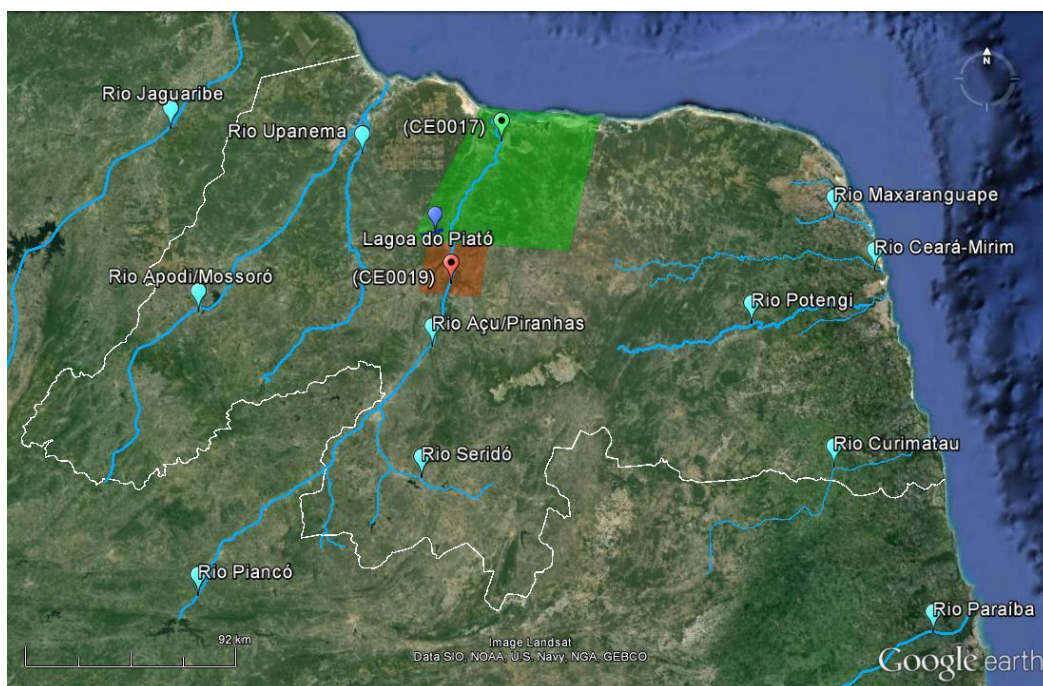 N
Rio Jaguaribe
Rio Upanema
(CE0017)
Rio Maxaranguape
Lagoa do Piató
Rio Ceará-Mirim
Rio Apodi/Mossoró
(CE0019)
Rio Potengi
Rio Açu/Piranhas
Rio Curimatau
Rio Seridó
Rio Piancó
Rio Paraíba
92 km
Image Landsat
Data SIO, NOAA, U.S. Navy, NGA, GEBCO
Google earth